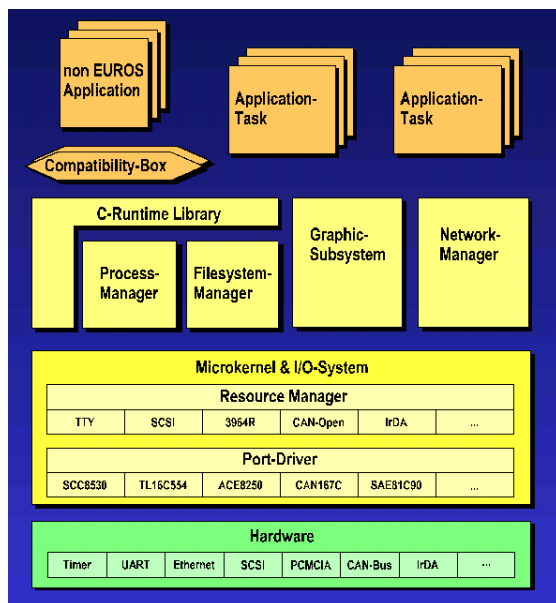 non EUROS
Application
Application-
Task
Application-
Task
Compatibility-Box
C-Runtime Library
Process-
Manager
Filesystem-
Manager
Graphic-
Subsystem
Network-
Manager
Microkernel & I/O-System
Resource Manager
TTY SCSI 3964R CAN-Open IrDA ...
Port-Driver
SCC8530 TL16C554 ACE8250 CAN167C SAE81C90 ...
Hardware
Timer UART Ethernet SCSI PCMCIA CAN-Bus IrDA ...